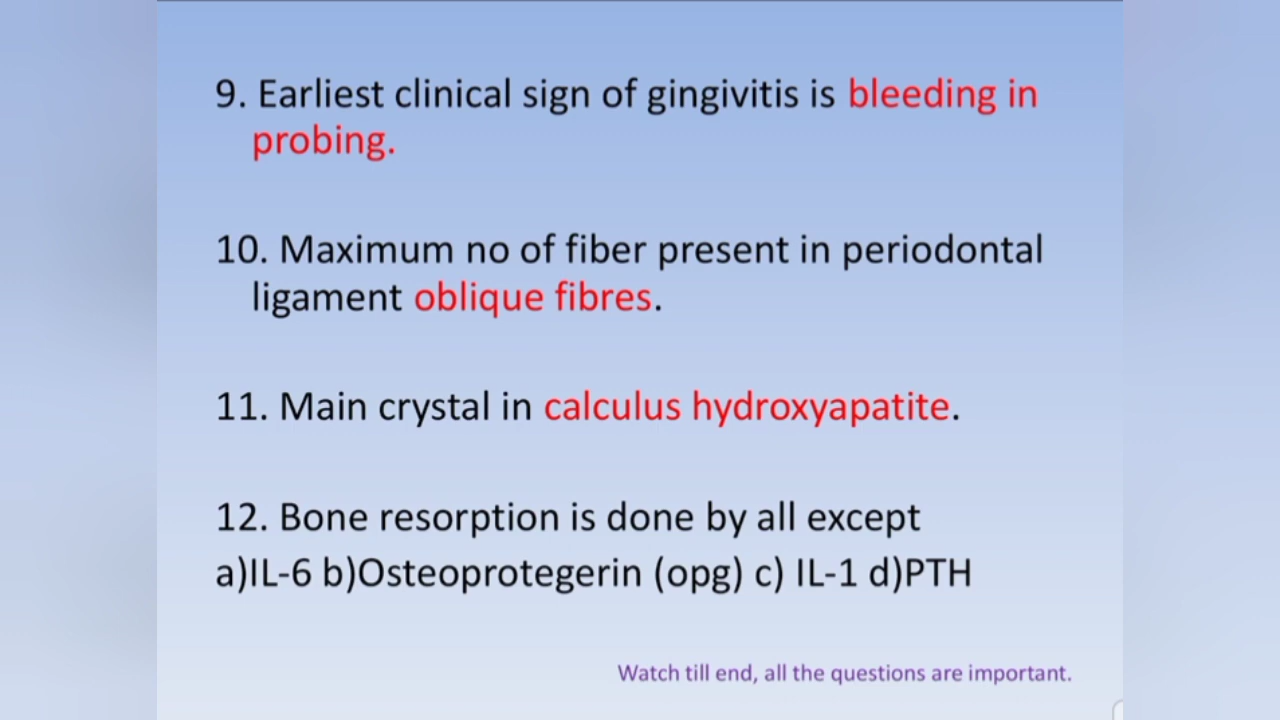 9. Earliest clinical sign of gingivitis is bleeding in
probing.
10. Maximum no of fiber present in periodontal
ligament oblique fibres.
11. Main crystal in calculus hydroxyapatite.
12. Bone resorption is done by all except
a)IL-6 b)Osteoprotegerin (opg) c) IL-1 d)PTH
Watch till end, all the questions are important.